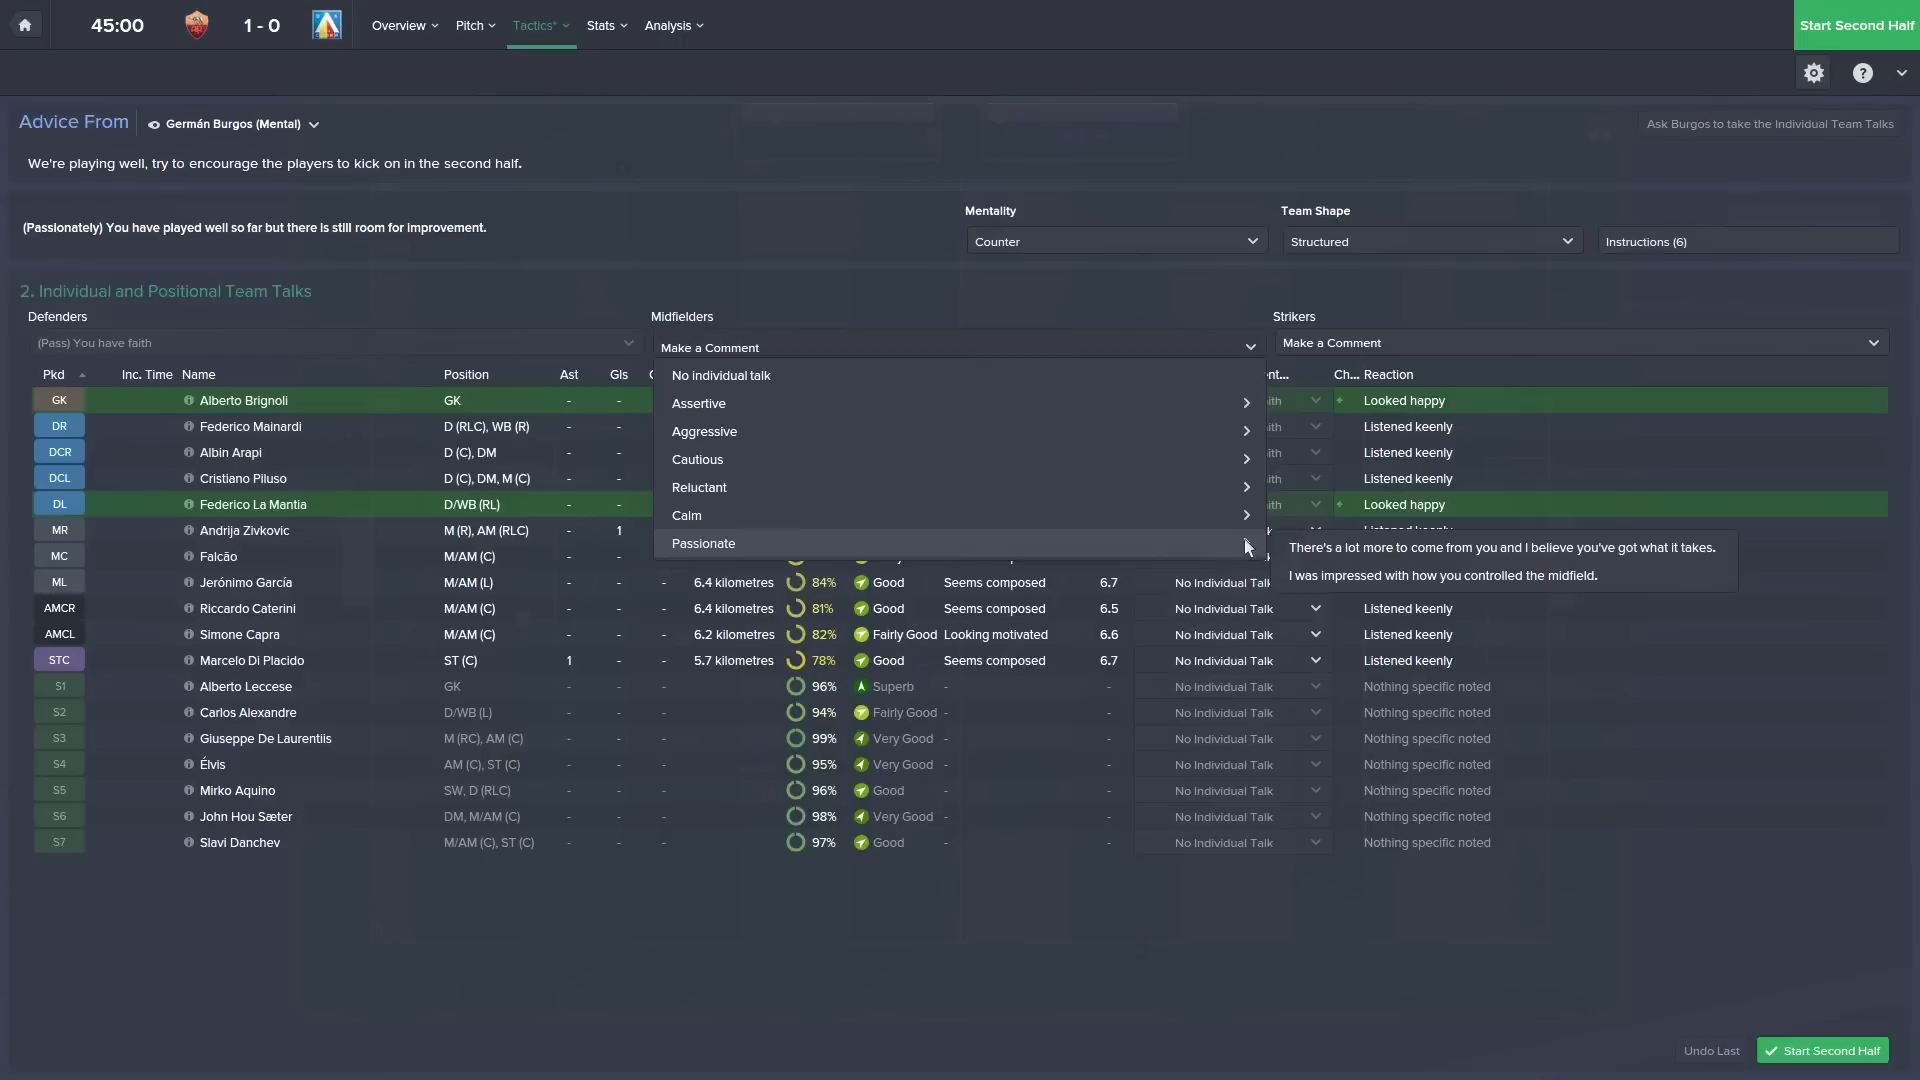 45:00 1 - 0 Overview Pitch Tactics* Stats Analysis Start Second Half
Advice From Germán Burgos (Mental) Ask Burgos to take the Individual Team Talks
We're playing well, try to encourage the players to kick on in the second half.
Mentality Team Shape
(Passionately) You have played well so far but there is still room for improvement.
Counter Structured Instructions (6)
2. Individual and Positional Team Talks
Defenders Midfielders Strikers
(Pass) You have faith Make a Comment Make a Comment
Pkd Inc. Time Name Position Ast Gls No individual talk Ch... Reaction
GK Alberto Brignoli GK - - Assertive Looked happy
DR Federico Mainardi D (RLC), WB (R) - - Aggressive Listened keenly
DCR Albin Arapi D (C), DM - - Cautious Listened keenly
DCL Cristiano Piluso D (C), DM, M (C) - - Reluctant Listened keenly
DL Federico La Mantia D/WB (RL) - - Calm Looked happy
MR Andrija Zivkovic M (R), AM (RLC) - 1 Passionate
There's a lot more to come from you and I believe you've got what it takes.
MC Falcão M/AM (C) - -
I was impressed with how you controlled the midfield.
ML Jerónimo García M/AM (L) - - 6.4 kilometres 84% Good Seems composed 6.7 No Individual Talk
AMCR Riccardo Caterini M/AM (C) - - - 6.4 kilometres 81% Good Seems composed 6.5 No Individual Talk Listened keenly
AMCL Simone Capra M/AM (C) - - - 6.2 kilometres 82% Fairly Good Looking motivated 6.6 No Individual Talk Listened keenly
STC Marcelo Di Placido ST (C) 1 - - 5.7 kilometres 78% Good Seems composed 6.7 No Individual Talk Listened keenly
S1 Alberto Leccese GK - - - 96% Superb - - No Individual Talk Nothing specific noted
S2 Carlos Alexandre D/WB (L) - - - 94% Fairly Good - - No Individual Talk Nothing specific noted
S3 Giuseppe De Laurentiis M (RC), AM (C) - - - 99% Very Good - - No Individual Talk Nothing specific noted
S4 Élvis AM (C), ST (C) - - - 95% Very Good - - No Individual Talk Nothing specific noted
S5 Mirko Aquino SW, D (RLC) - - - 96% Good - - No Individual Talk Nothing specific noted
S6 John Hou Sæter DM, M/AM (C) - - - 98% Very Good - - No Individual Talk Nothing specific noted
S7 Slavi Danchev M/AM (C), ST (C) - - - 97% Good - - No Individual Talk Nothing specific noted
Undo Last Start Second Half